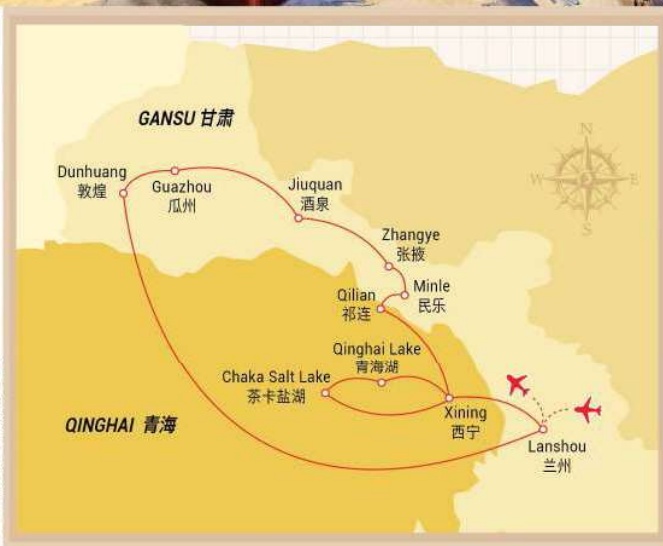 GANSU 甘肃
Dunhuang
敦煌
Guazhou
瓜州
Jiuquan
酒泉
Zhangye
张掖
Minle
民乐
Qilian
祁连
Qinghai Lake
青海湖
Chaka Salt Lake
茶卡盐湖
Xining
西宁
Lanshou
兰州
QINGHAI 青海
N
W
E
S